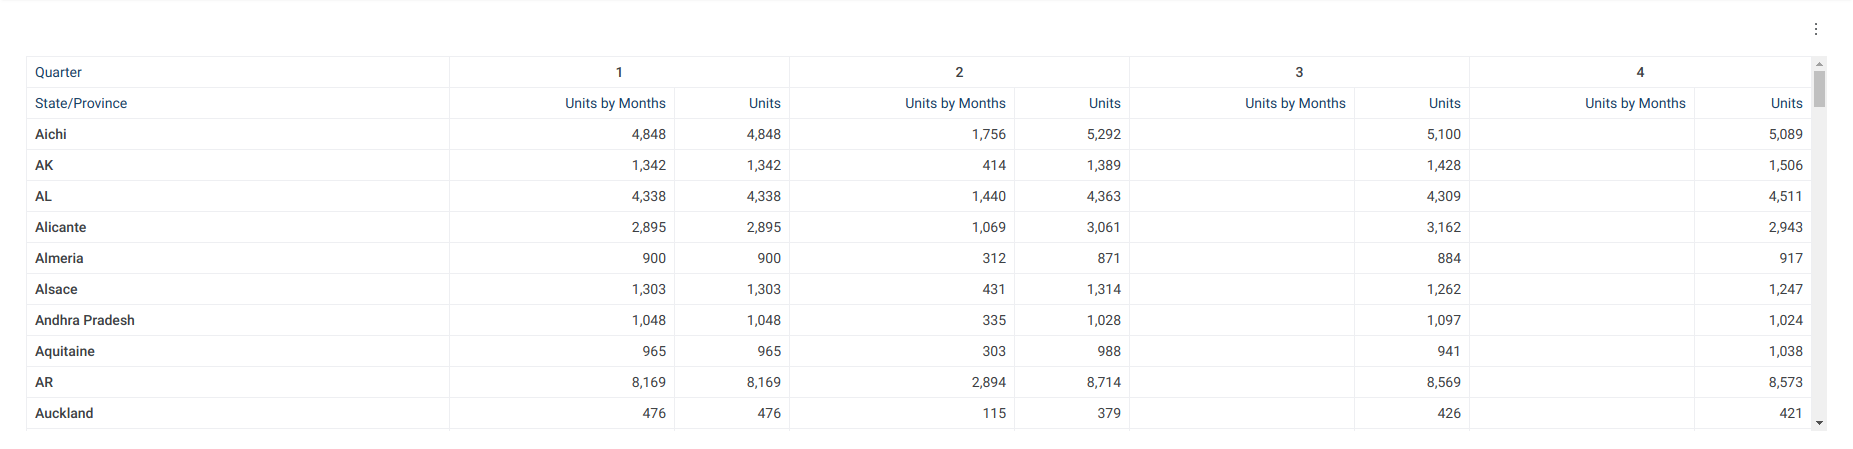 Quarter 1 2 3 4
State/Province Units by Months Units Units by Months Units Units by Months Units Units by Months Units
Aichi 4,848 4,848 1,756 5,292 5,100 5,089
AK 1,342 1,342 414 1,389 1,428 1,506
AL 4,338 4,338 1,440 4,363 4,309 4,511
Alicante 2,895 2,895 1,069 3,061 3,162 2,943
Almeria 900 900 312 871 884 917
Alsace 1,303 1,303 431 1,314 1,262 1,247
Andhra Pradesh 1,048 1,048 335 1,028 1,097 1,024
Aquitaine 965 965 303 988 941 1,038
AR 8,169 8,169 2,894 8,714 8,569 8,573
Auckland 476 476 115 379 426 421